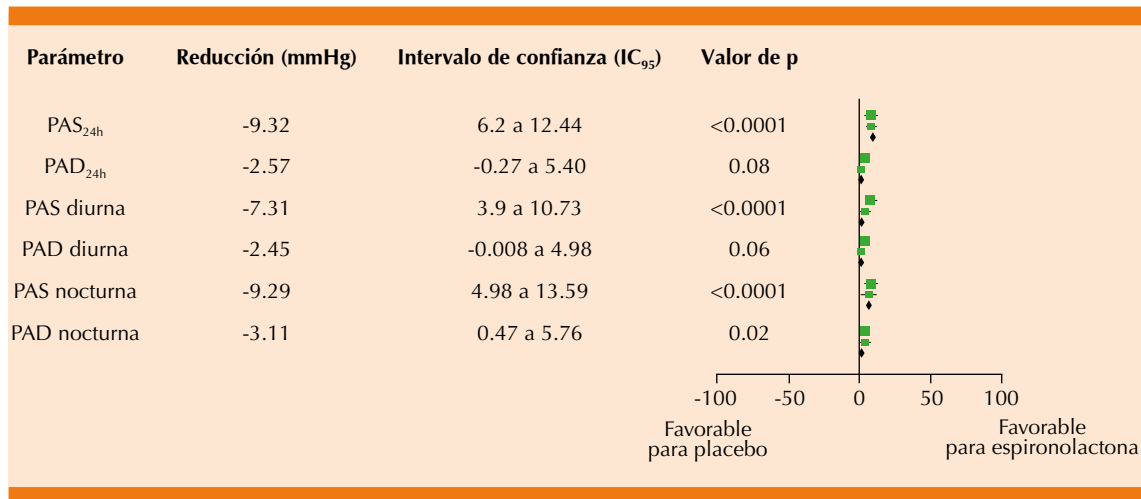 Parámetro Reducción (mmHg) Intervalo de confianza (IC95) Valor de p
PAS24h -9.32 6.2 a 12.44 <0.0001
PAD24h -2.57 -0.27 a 5.40 0.08
PAS diurna -7.31 3.9 a 10.73 <0.0001
PAD diurna -2.45 -0.008 a 4.98 0.06
PAS nocturna -9.29 4.98 a 13.59 <0.0001
PAD nocturna -3.11 0.47 a 5.76 0.02
-100 -50 0 50 100
Favorable
para placebo
Favorable
para espironolactona